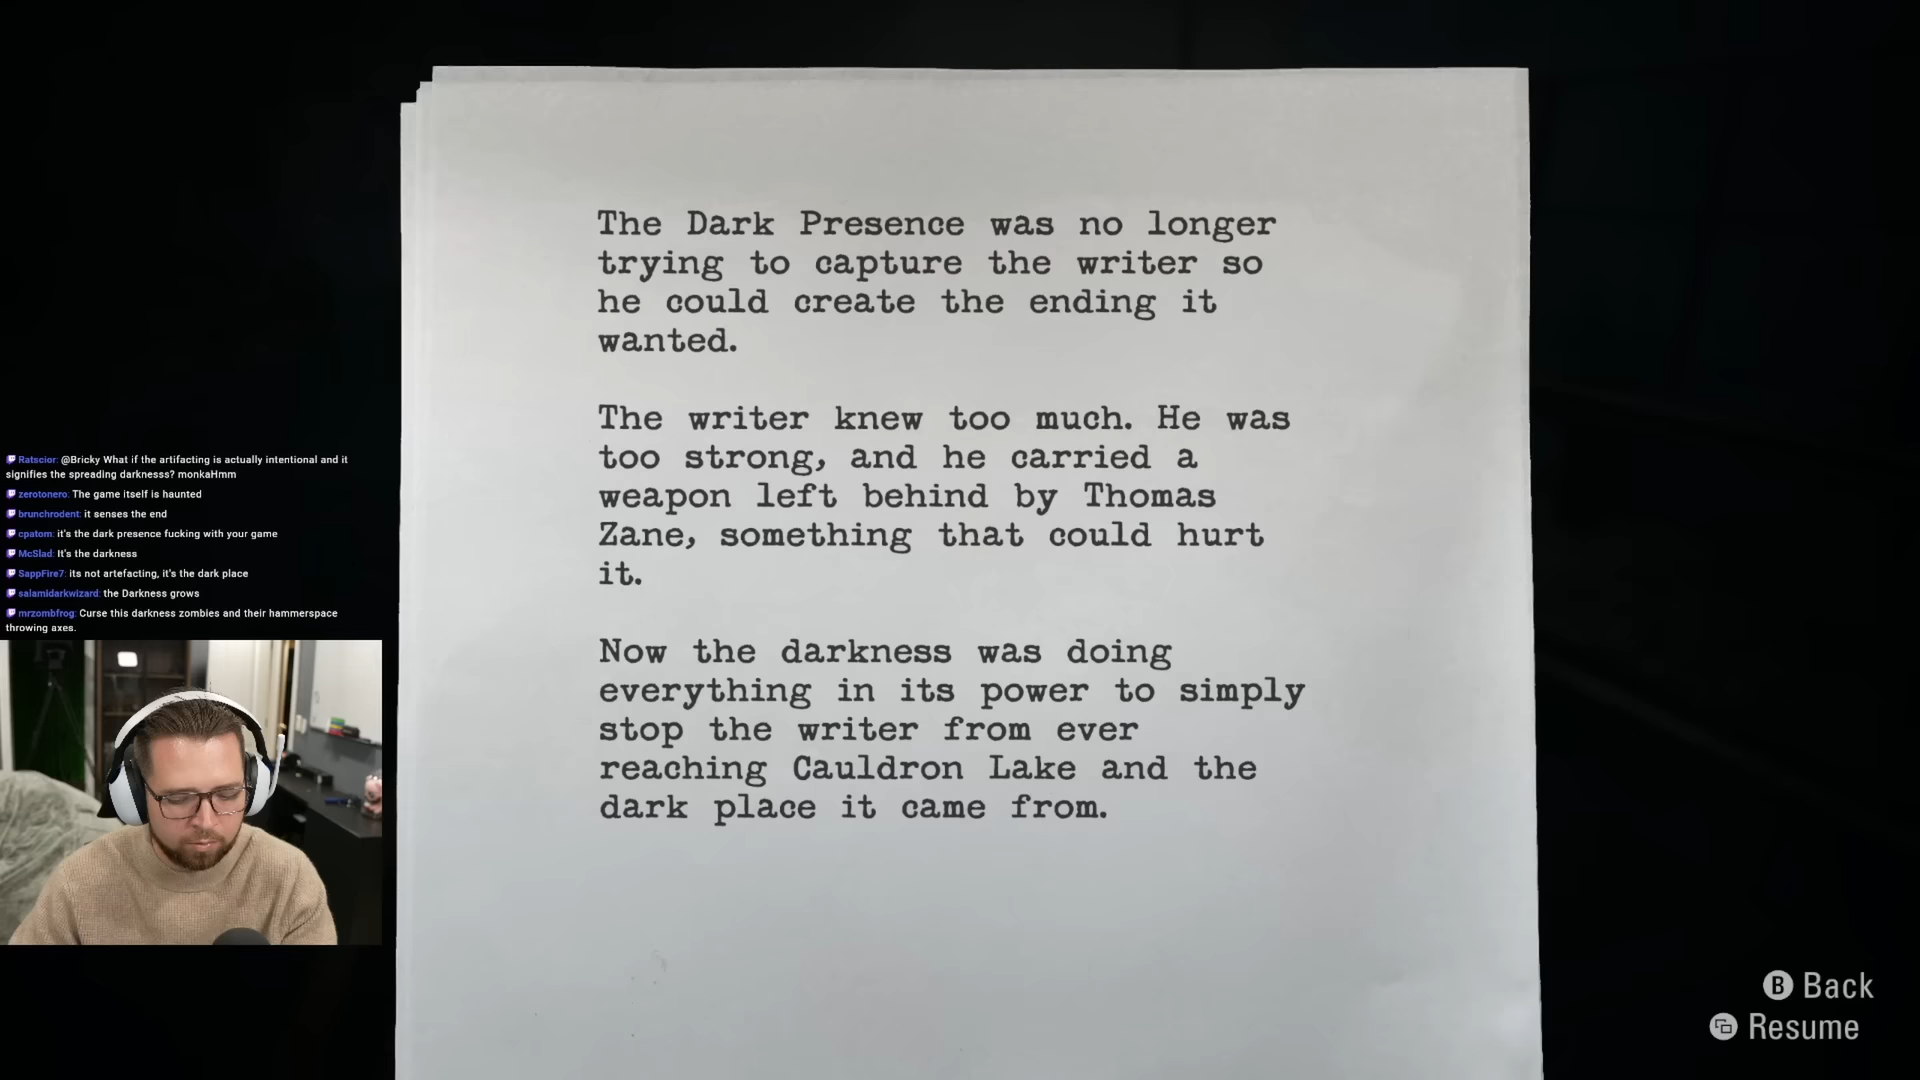 The Dark Presence was no longer
trying to capture the writer so
he could create the ending it
wanted.
The writer knew too much. He was
too strong, and he carried a
weapon left behind by Thomas
Zane, something that could hurt
it.
Now the darkness was doing
everything in its power to simply
stop the writer from ever
reaching Cauldron Lake and the
dark place it came from.
Ratscior: @Bricky What if the artifacting is actually intentional and it
signifies the spreading darknesss? monkaHmm
zerotonero: The game itself is haunted
brunchrodent: it senses the end
cpatom: it's the dark presence fucking with your game
McSlad: It's the darkness
SappFire7: its not artefacting, it's the dark place
salamidarkwizard: the Darkness grows
mrzombfrog: Curse this darkness zombies and their hammerspace
throwing axes.
B Back
Resume